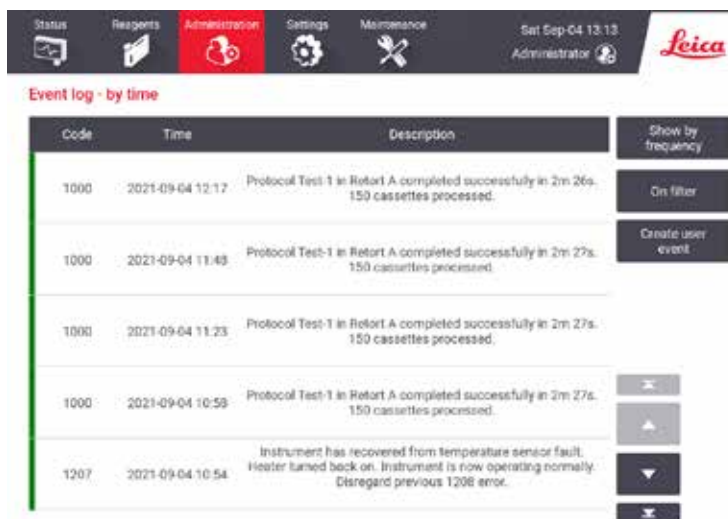 Status Reagents Administration Settings Maintenance Sat Sep-04 13:13
Administrator
Leica
Event log - by time
Code Time Description
Show by
frequency
1000 2021-09-04 12:17 Protocol Test-1 in Retort A completed successfully in 2m 26s.
150 cassettes processed.
On filter
Create user
event
1000 2021-09-04 11:48 Protocol Test-1 in Retort A completed successfully in 2m 27s.
150 cassettes processed.
1000 2021-09-04 11:23 Protocol Test-1 in Retort A completed successfully in 2m 27s.
150 cassettes processed.
1000 2021-09-04 10:58 Protocol Test-1 in Retort A completed successfully in 2m 27s.
150 cassettes processed.
1207 2021-09-04 10:54 Instrument has recovered from temperature sensor fault.
Heater turned back on. Instrument is now operating normally.
Disregard previous 1208 error.